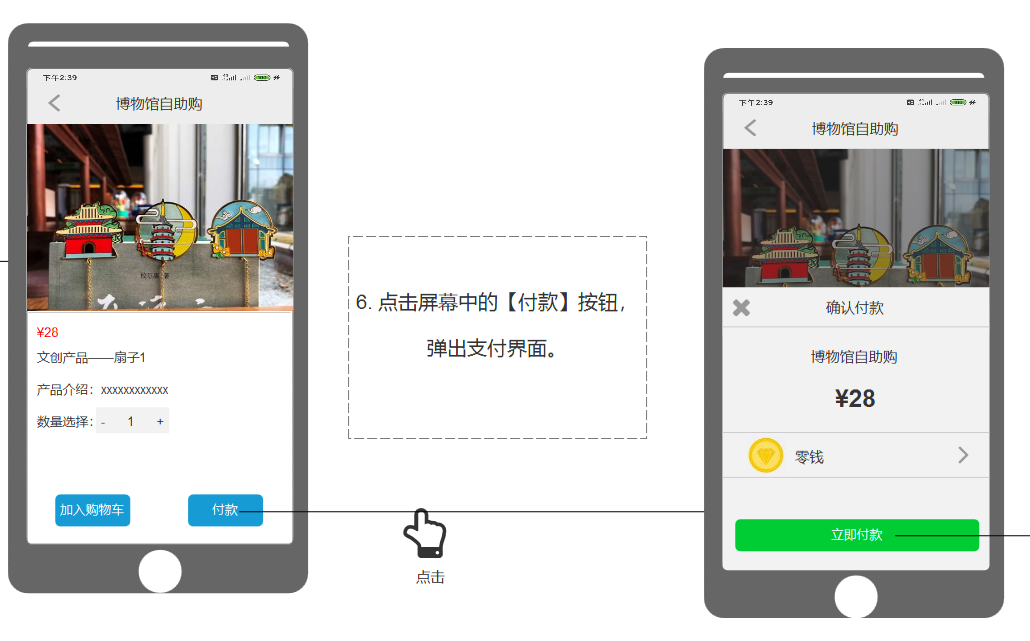 下午2:39
博物馆自助购
¥28
文创产品——扇子1
产品介绍：xxxxxxxxxxxx
数量选择： - 1 +
加入购物车
付款
6. 点击屏幕中的【付款】按钮，
弹出支付界面。
点击
下午2:39
博物馆自助购
确认付款
博物馆自助购
¥28
零钱
立即付款